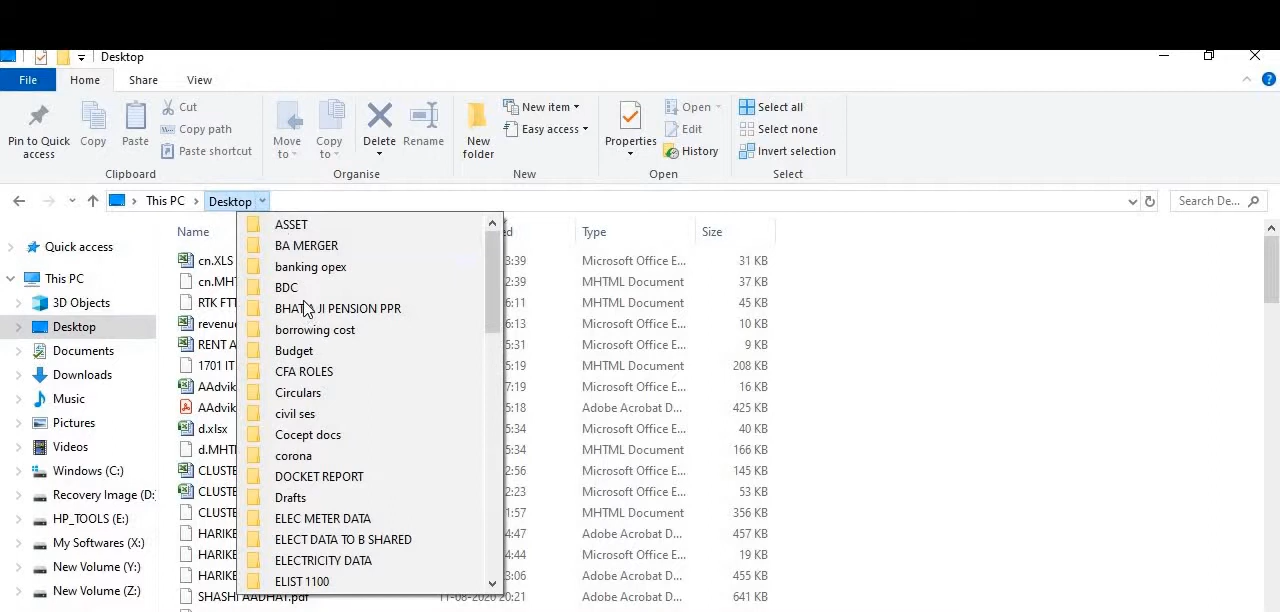 Desktop
File Home Share View
Pin to Quick access
Copy
Paste
Cut
Copy path
Paste shortcut
Clipboard
Move to
Copy to
Delete
Rename
Organise
New folder
New item
Easy access
New
Properties
Open
Edit
History
Open
Select all
Select none
Invert selection
Select
This PC Desktop
Search De...
Quick access
This PC
3D Objects
Desktop
Documents
Downloads
Music
Pictures
Videos
Windows (C:)
Recovery Image (D:
HP_TOOLS (E:)
My Softwares (X:)
New Volume (Y:)
New Volume (Z:)
ASSET
BA MERGER
banking opex
BDC
JI PENSION PPR
borrowing cost
Budget
CFA ROLES
Circulars
civil ses
Cocept docs
corona
DOCKET REPORT
Drafts
ELEC METER DATA
ELECT DATA TO B SHARED
ELECTRICITY DATA
ELIST 1100
Name Type Size
cn.XLS 3:39 Microsoft Office E... 31 KB
cn.MH 2:39 MHTML Document 37 KB
RTK FT 6:11 MHTML Document 45 KB
revenu 6:13 Microsoft Office E... 10 KB
RENT A 5:31 Microsoft Office E... 9 KB
1701 IT 5:19 MHTML Document 208 KB
AAdvik 7:19 Microsoft Office E... 16 KB
AAdvik 5:18 Adobe Acrobat D... 425 KB
d.xlsx 5:34 Microsoft Office E... 40 KB
d.MHT 5:34 MHTML Document 166 KB
CLUSTE 2:56 Microsoft Office E... 145 KB
CLUSTE 2:23 Microsoft Office E... 53 KB
CLUSTE 1:57 MHTML Document 356 KB
HARIKE 4:47 Adobe Acrobat D... 457 KB
HARIKE 4:44 Microsoft Office E... 19 KB
HARIKE 3:06 Adobe Acrobat D... 455 KB
SHASHI AADHAT.pdf 11-08-2020 20:21 Adobe Acrobat D... 641 KB